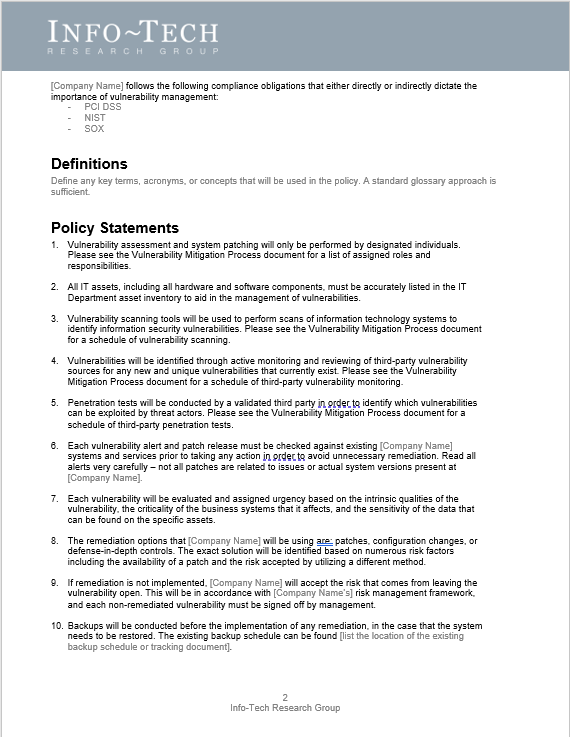 INFO~TECH
RESEARCH GROUP
[Company Name] follows the following compliance obligations that either directly or indirectly dictate the
importance of vulnerability management:
- PCI DSS
- NIST
- SOX
Definitions
Define any key terms, acronyms, or concepts that will be used in the policy. A standard glossary approach is
sufficient.
Policy Statements
1. Vulnerability assessment and system patching will only be performed by designated individuals.
Please see the Vulnerability Mitigation Process document for a list of assigned roles and
responsibilities.
2. All IT assets, including all hardware and software components, must be accurately listed in the IT
Department asset inventory to aid in the management of vulnerabilities.
3. Vulnerability scanning tools will be used to perform scans of information technology systems to
identify information security vulnerabilities. Please see the Vulnerability Mitigation Process document
for a schedule of vulnerability scanning.
4. Vulnerabilities will be identified through active monitoring and reviewing of third-party vulnerability
sources for any new and unique vulnerabilities that currently exist. Please see the Vulnerability
Mitigation Process document for a schedule of third-party vulnerability monitoring.
5. Penetration tests will be conducted by a validated third party in order to identify which vulnerabilities
can be exploited by threat actors. Please see the Vulnerability Mitigation Process document for a
schedule of third-party penetration tests.
6. Each vulnerability alert and patch release must be checked against existing [Company Name]
systems and services prior to taking any action in order to avoid unnecessary remediation. Read all
alerts very carefully – not all patches are related to issues or actual system versions present at
[Company Name].
7. Each vulnerability will be evaluated and assigned urgency based on the intrinsic qualities of the
vulnerability, the criticality of the business systems that it affects, and the sensitivity of the data that
can be found on the specific assets.
8. The remediation options that [Company Name] will be using are: patches, configuration changes, or
defense-in-depth controls. The exact solution will be identified based on numerous risk factors
including the availability of a patch and the risk accepted by utilizing a different method.
9. If remediation is not implemented, [Company Name] will accept the risk that comes from leaving the
vulnerability open. This will be in accordance with [Company Name's] risk management framework,
and each non-remediated vulnerability must be signed off by management.
10. Backups will be conducted before the implementation of any remediation, in the case that the system
needs to be restored. The existing backup schedule can be found [list the location of the existing
backup schedule or tracking document].
2
Info-Tech Research Group